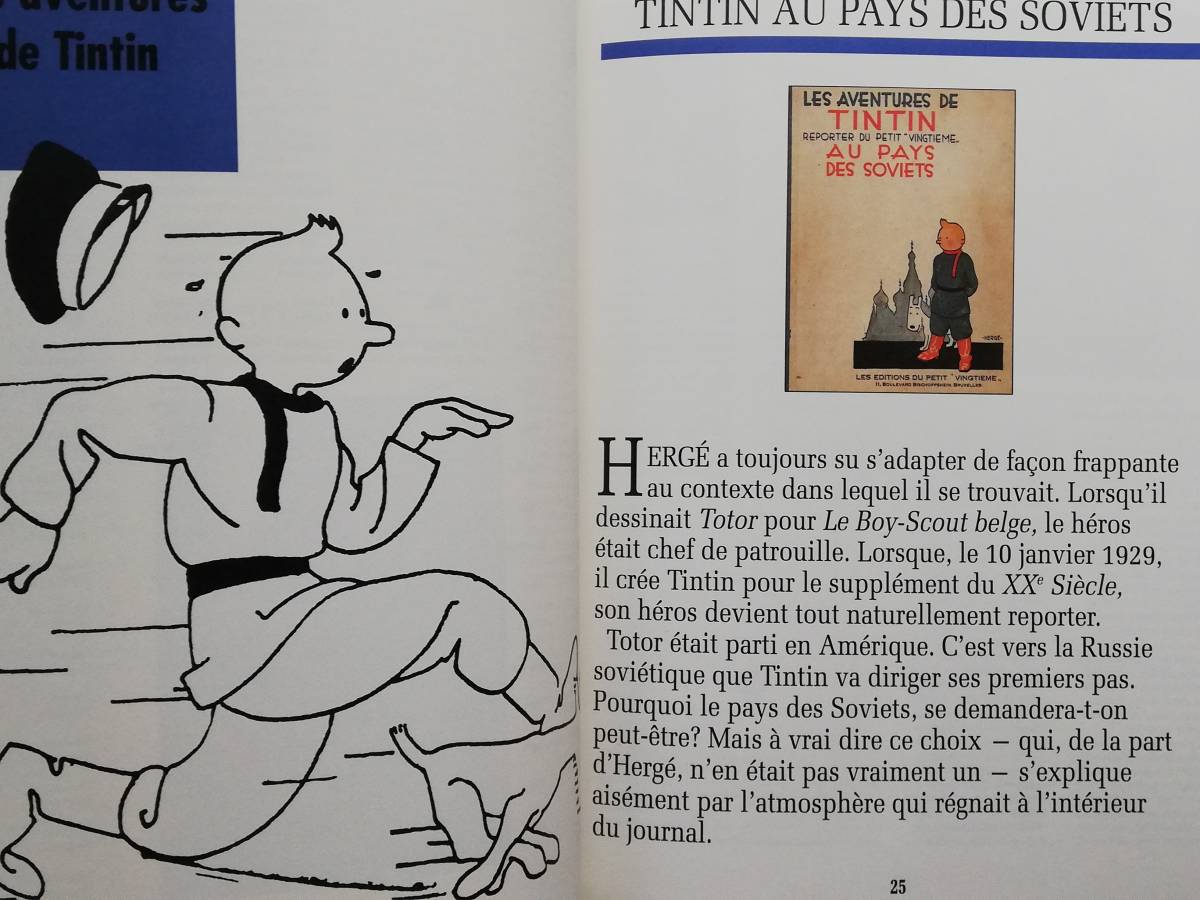 aventures
de Tintin
TINTIN AU PAYS DES SOVIETS
LES AVENTURES DE
TINTIN
REPORTER DU PETIT "VINGTIEME"
AU PAYS
DES SOVIETS
-HERGÉ-
LES EDITIONS DU PETIT "VINGTIEME"
11, BOULEVARD BISCHOFFSHEIM, BRUXELLES
HERGÉ a toujours su s'adapter de façon frappante
au contexte dans lequel il se trouvait. Lorsqu'il
dessinait Totor pour Le Boy-Scout belge, le héros
était chef de patrouille. Lorsque, le 10 janvier 1929,
il crée Tintin pour le supplément du XXe Siècle,
son héros devient tout naturellement reporter.
Totor était parti en Amérique. C'est vers la Russie
soviétique que Tintin va diriger ses premiers pas.
Pourquoi le pays des Soviets, se demandera-t-on
peut-être? Mais à vrai dire ce choix – qui, de la part
d'Hergé, n'en était pas vraiment un – s'explique
aisément par l'atmosphère qui régnait à l'intérieur
du journal.
25